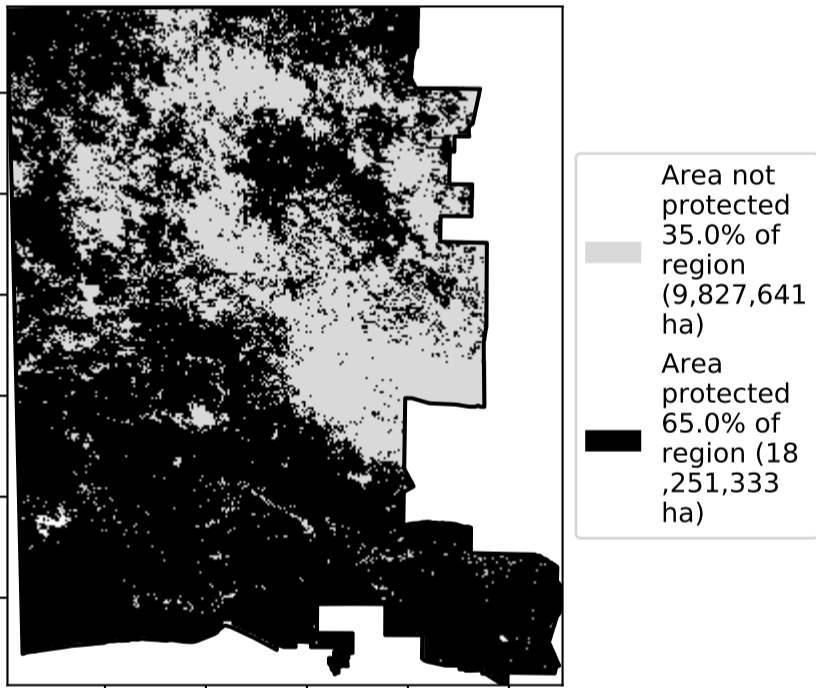 Area not
protected
35.0% of
region
(9,827,641
ha)
Area
protected
65.0% of
region (18
,251,333
ha)